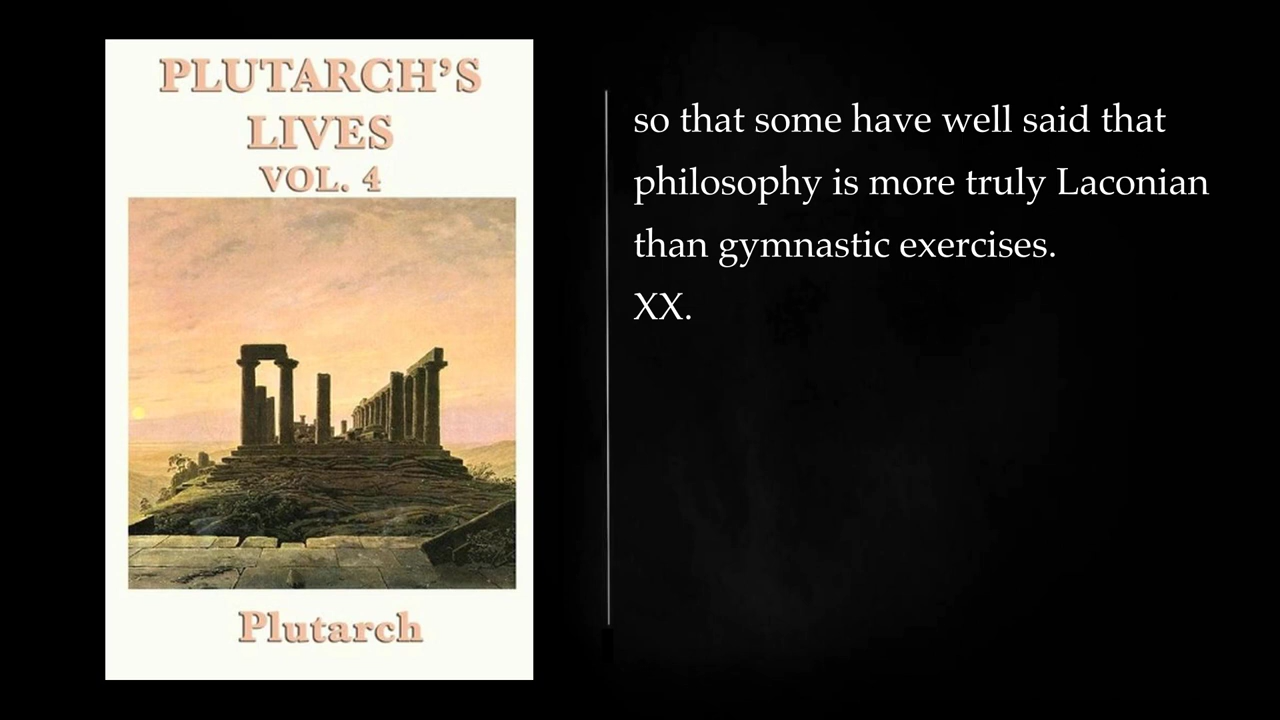 PLUTARCH'S
LIVES
VOL. 4
Plutarch
so that some have well said that
philosophy is more truly Laconian
than gymnastic exercises.
XX.